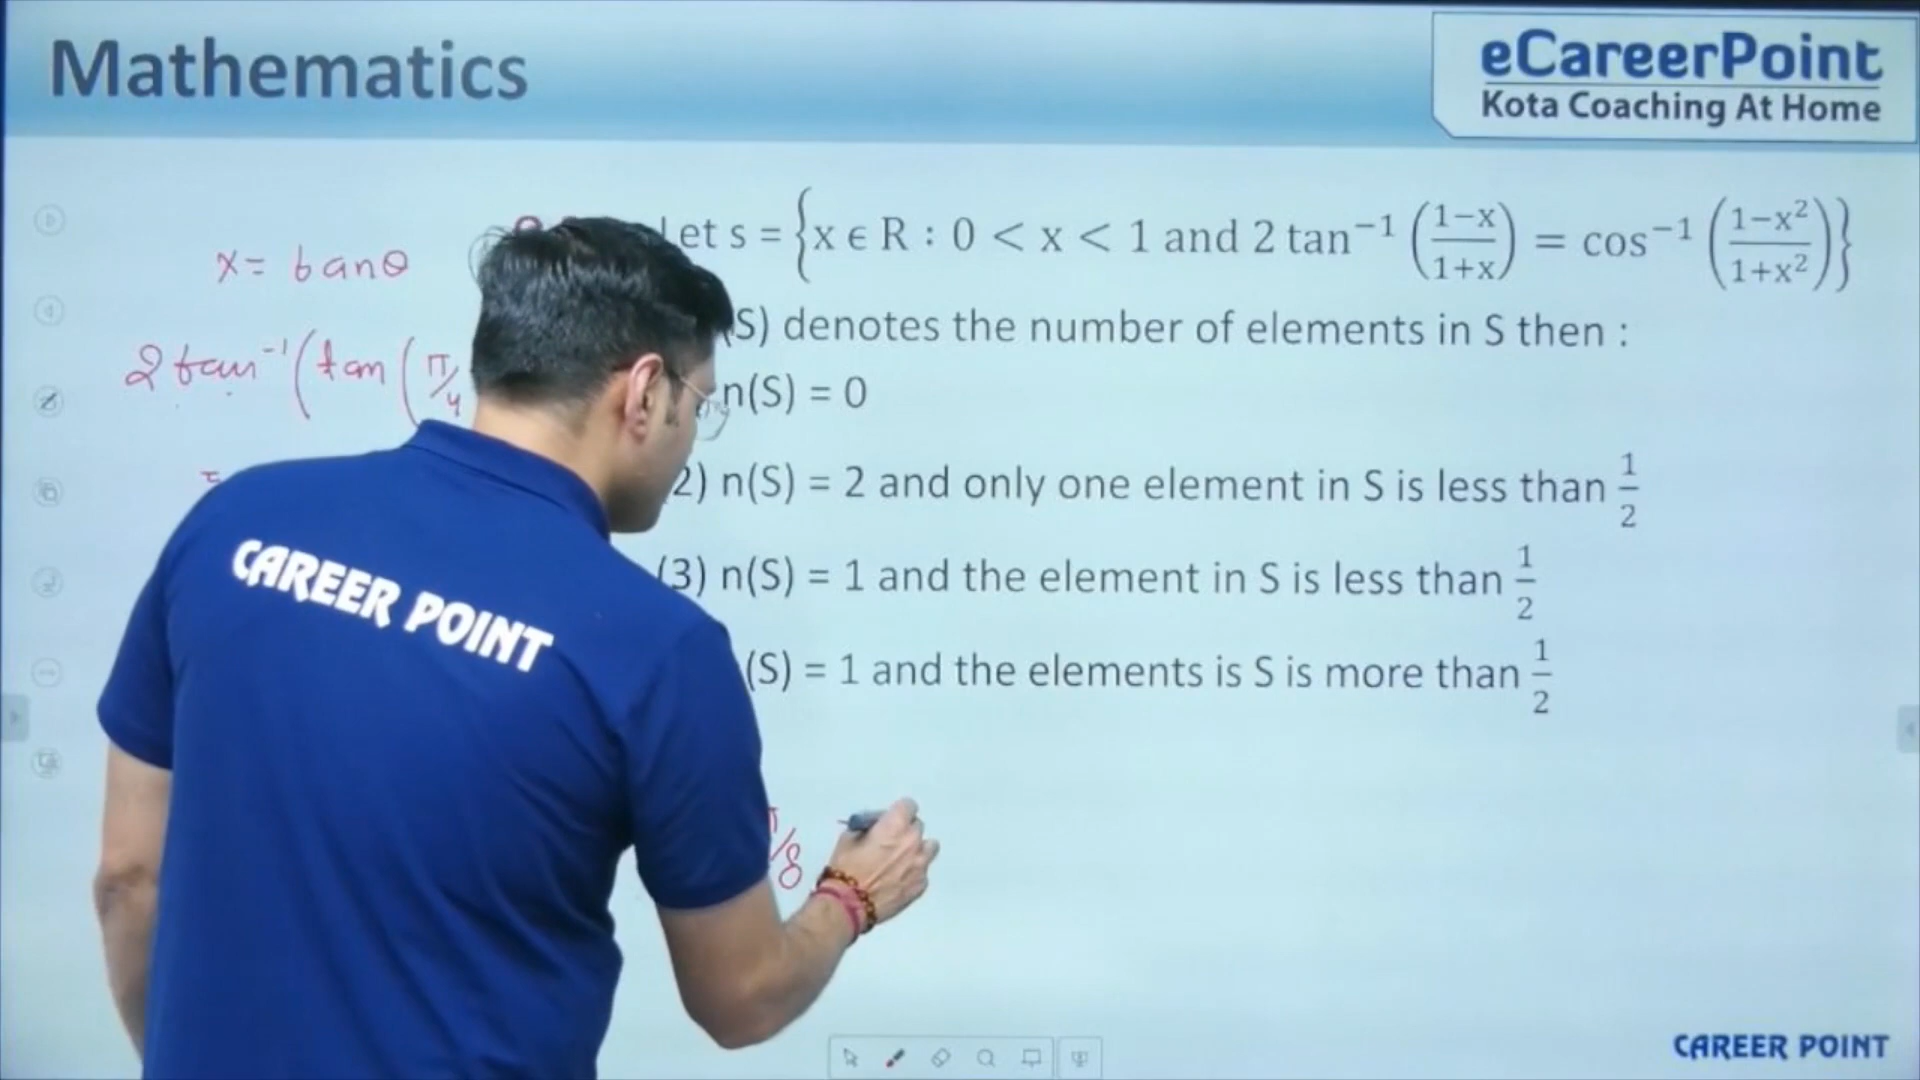 Mathematics
eCareerPoint
Kota Coaching At Home
x = tanθ
Let s = {x ϵ R : 0 < x < 1 and 2 tan⁻¹ ((1−x)/(1+x)) = cos⁻¹ ((1−x²)/(1+x²))}
(S) denotes the number of elements in S then :
2 tan⁻¹(tan(π/4
n(S) = 0
2) n(S) = 2 and only one element in S is less than 1/2
(3) n(S) = 1 and the element in S is less than 1/2
(S) = 1 and the elements is S is more than 1/2
CAREER POINT
π/8
CAREER POINT